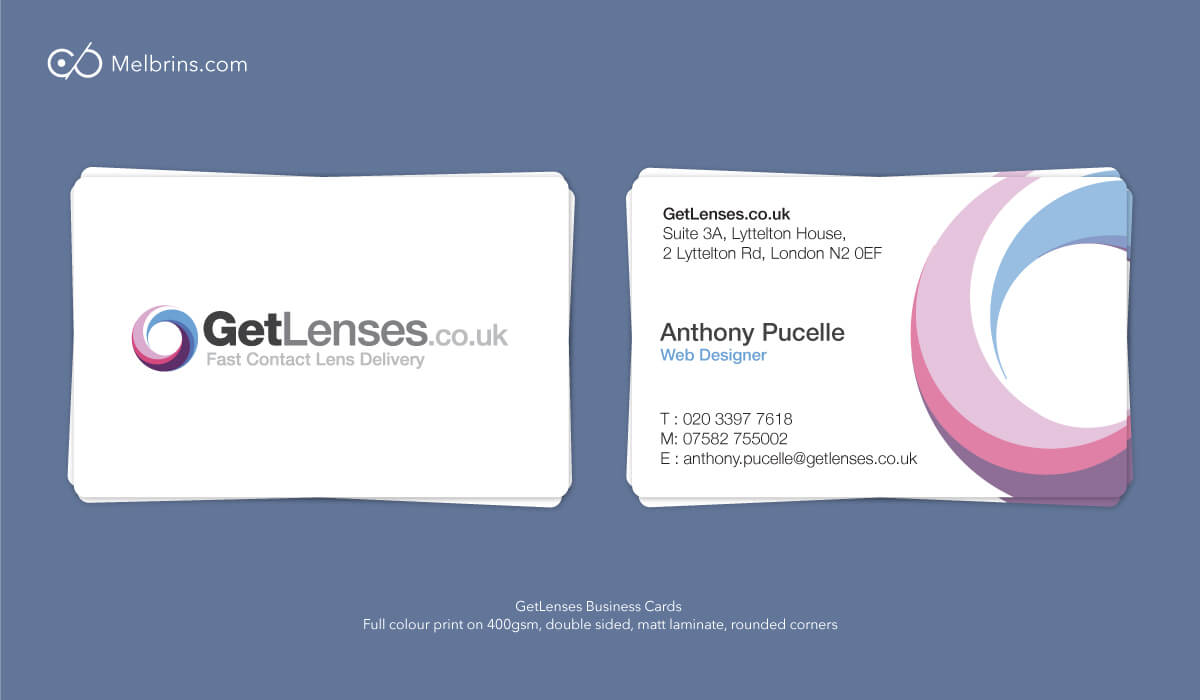 Melbrins.com
GetLenses.co.uk
Fast Contact Lens Delivery
GetLenses.co.uk
Suite 3A, Lyttelton House,
2 Lyttelton Rd, London N2 0EF
Anthony Pucelle
Web Designer
T : 020 3397 7618
M: 07582 755002
E : anthony.pucelle@getlenses.co.uk
GetLenses Business Cards
Full colour print on 400gsm, double sided, matt laminate, rounded corners